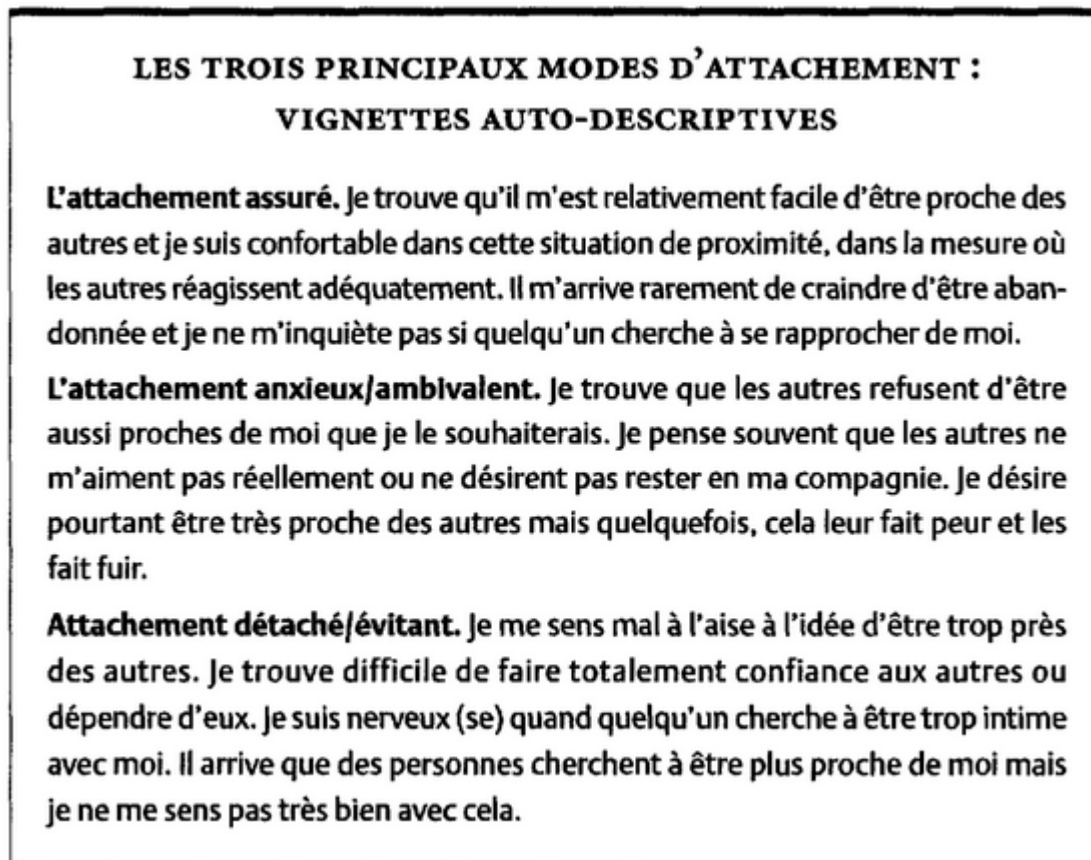 LES TROIS PRINCIPAUX MODES D'ATTACHEMENT :
VIGNETTES AUTO-DESCRIPTIVES
L'attachement assuré. Je trouve qu'il m'est relativement facile d'être proche des
autres et je suis confortable dans cette situation de proximité, dans la mesure où
les autres réagissent adéquatement. Il m'arrive rarement de craindre d'être aban-
donnée et je ne m'inquiète pas si quelqu'un cherche à se rapprocher de moi.
L'attachement anxieux/ambivalent. Je trouve que les autres refusent d'être
aussi proches de moi que je le souhaiterais. Je pense souvent que les autres ne
m'aiment pas réellement ou ne désirent pas rester en ma compagnie. Je désire
pourtant être très proche des autres mais quelquefois, cela leur fait peur et les
fait fuir.
Attachement détaché/évitant. Je me sens mal à l'aise à l'idée d'être trop près
des autres. Je trouve difficile de faire totalement confiance aux autres ou
dépendre d'eux. Je suis nerveux (se) quand quelqu'un cherche à être trop intime
avec moi. Il arrive que des personnes cherchent à être plus proche de moi mais
je ne me sens pas très bien avec cela.